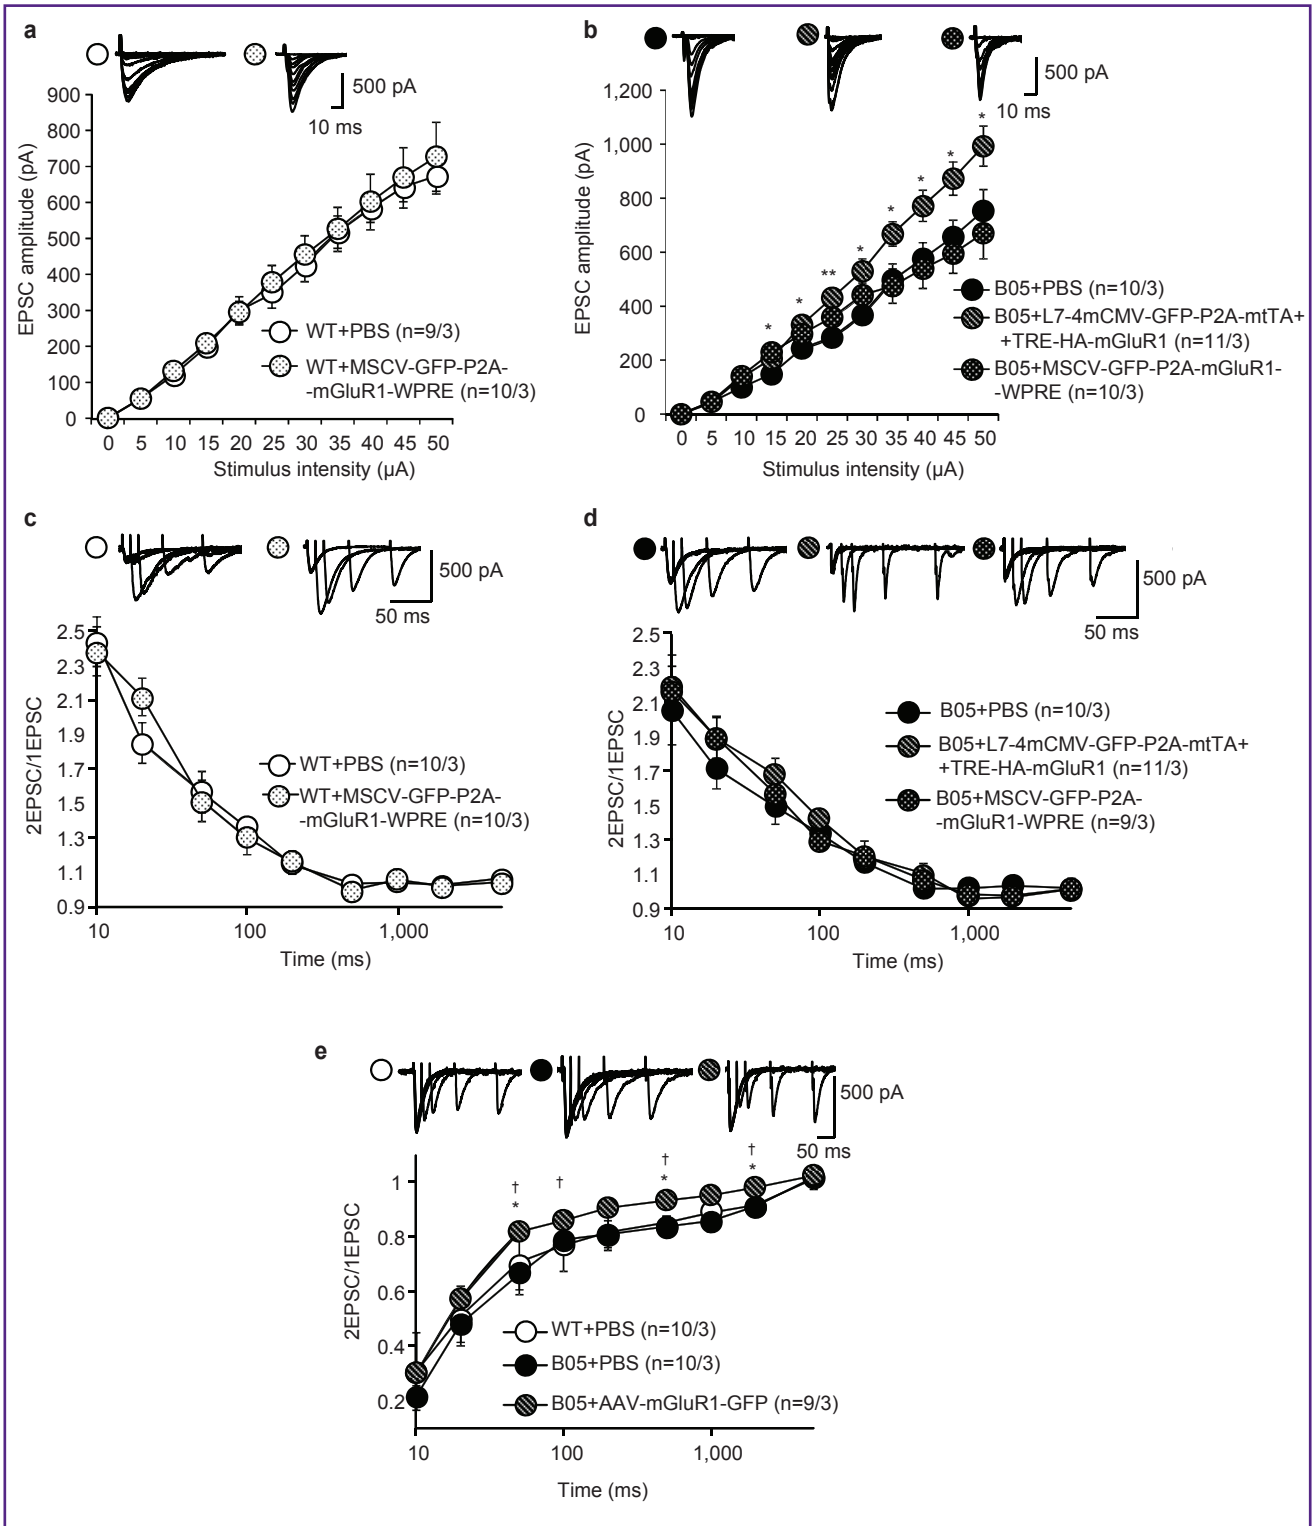 a
500 pA
10 ms
900
800
700
600
500
400
300
200
100
0
EPSC amplitude (pA)
WT+PBS (n=9/3)
WT+MSCV-GFP-P2A-
-mGluR1-WPRE (n=10/3)
0 5 10 15 20 25 30 35 40 45 50
Stimulus intensity (µA)
b
500 pA
10 ms
1,200
1,000
800
600
400
200
0
EPSC amplitude (pA)
* * ** * * * * *
B05+PBS (n=10/3)
B05+L7-4mCMV-GFP-P2A-mtTA+
+TRE-HA-mGluR1 (n=11/3)
B05+MSCV-GFP-P2A-mGluR1-
-WPRE (n=10/3)
0 5 10 15 20 25 30 35 40 45 50
Stimulus intensity (µA)
c
500 pA
50 ms
2.5
2.3
2.1
1.9
1.7
1.5
1.3
1.1
0.9
2EPSC/1EPSC
WT+PBS (n=10/3)
WT+MSCV-GFP-P2A-
-mGluR1-WPRE (n=10/3)
10 100 1,000
Time (ms)
d
500 pA
50 ms
2.5
2.3
2.1
1.9
1.7
1.5
1.3
1.1
0.9
2EPSC/1EPSC
B05+PBS (n=10/3)
B05+L7-4mCMV-GFP-P2A-mtTA+
+TRE-HA-mGluR1 (n=11/3)
B05+MSCV-GFP-P2A-
-mGluR1-WPRE (n=9/3)
10 100 1,000
Time (ms)
e
500 pA
50 ms
† † † †
* * *
1
0.8
0.6
0.4
0.2
2EPSC/1EPSC
WT+PBS (n=10/3)
B05+PBS (n=10/3)
B05+AAV-mGluR1-GFP (n=9/3)
10 100 1,000
Time (ms)